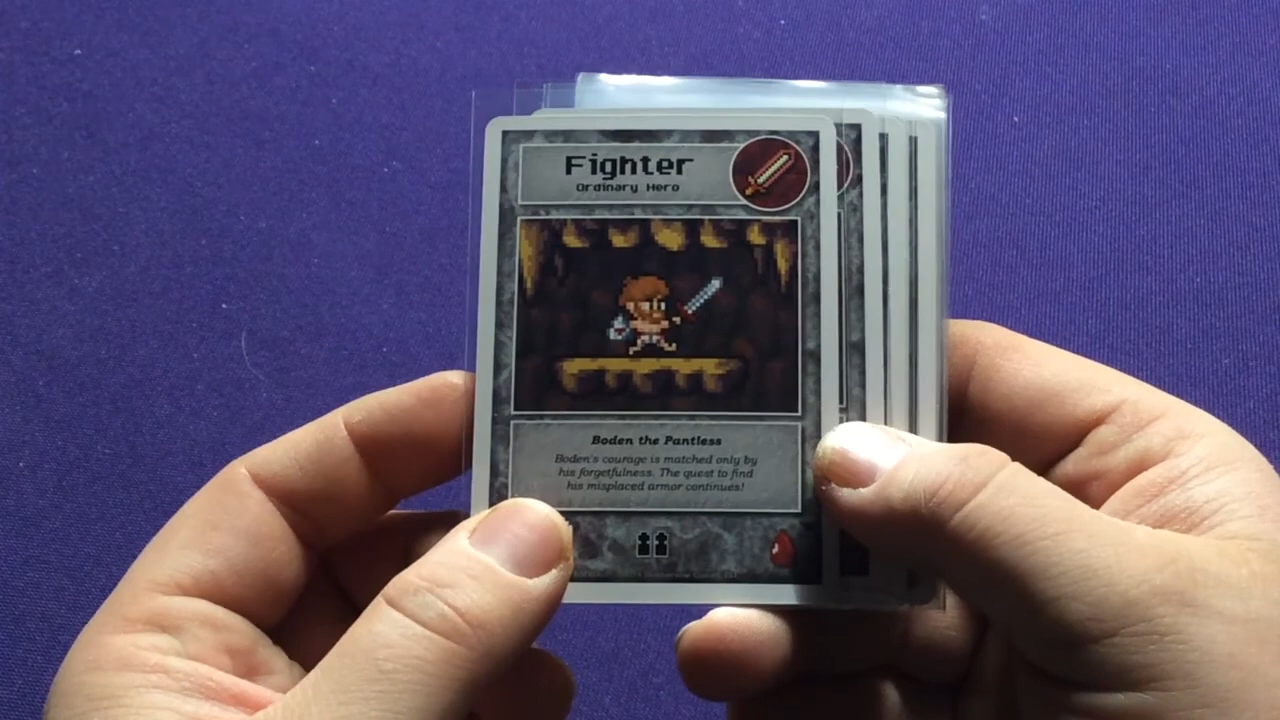 Fighter
Ordinary Hero
Boden the Pantless
Boden's courage is matched only by
his forgetfulness. The quest to find
his misplaced armor continues!